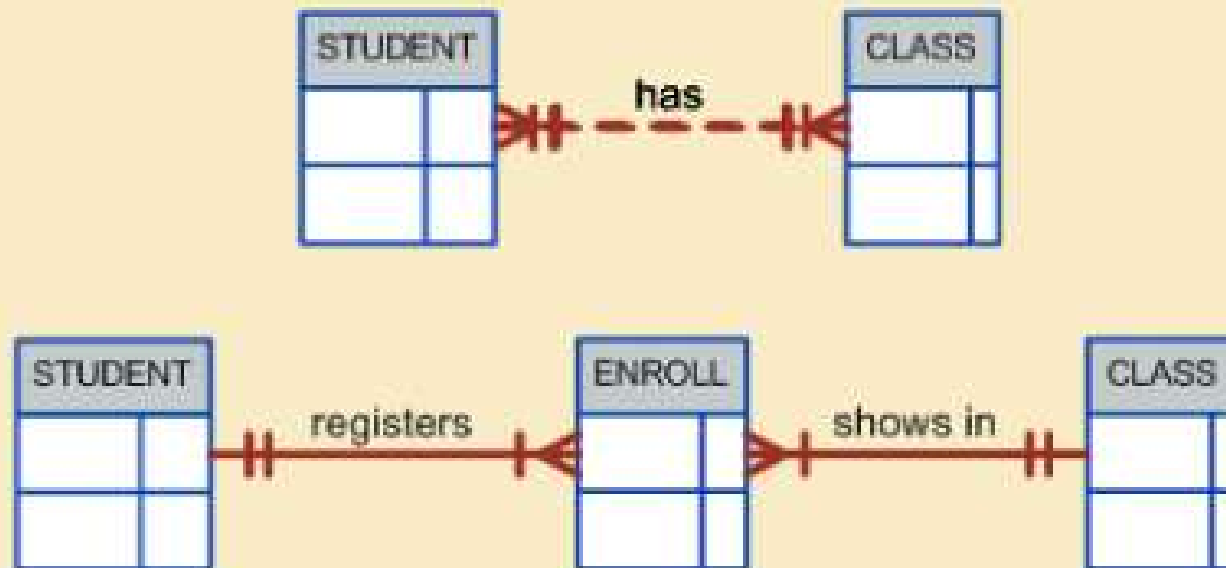 STUDENT
CLASS
has
STUDENT
registers
ENROLL
shows in
CLASS